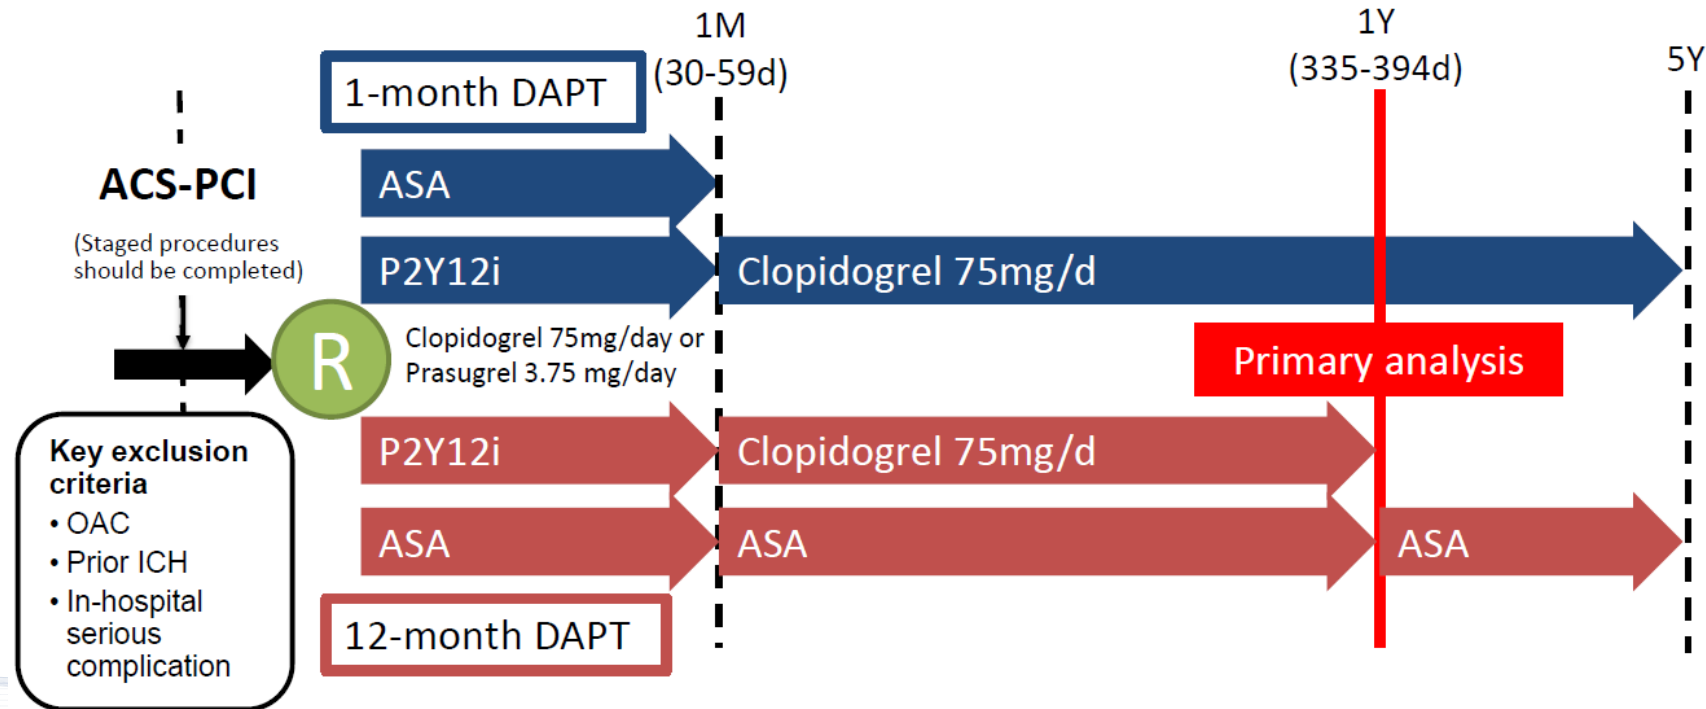 1M
(30-59d)
1Y
(335-394d)
5Y
1-month DAPT
ACS-PCI
(Staged procedures
should be completed)
ASA
P2Y12i
Clopidogrel 75mg/d
R
Clopidogrel 75mg/day or
Prasugrel 3.75 mg/day
Primary analysis
P2Y12i
Clopidogrel 75mg/d
ASA
ASA
ASA
12-month DAPT
Key exclusion
criteria
• OAC
• Prior ICH
• In-hospital
serious
complication